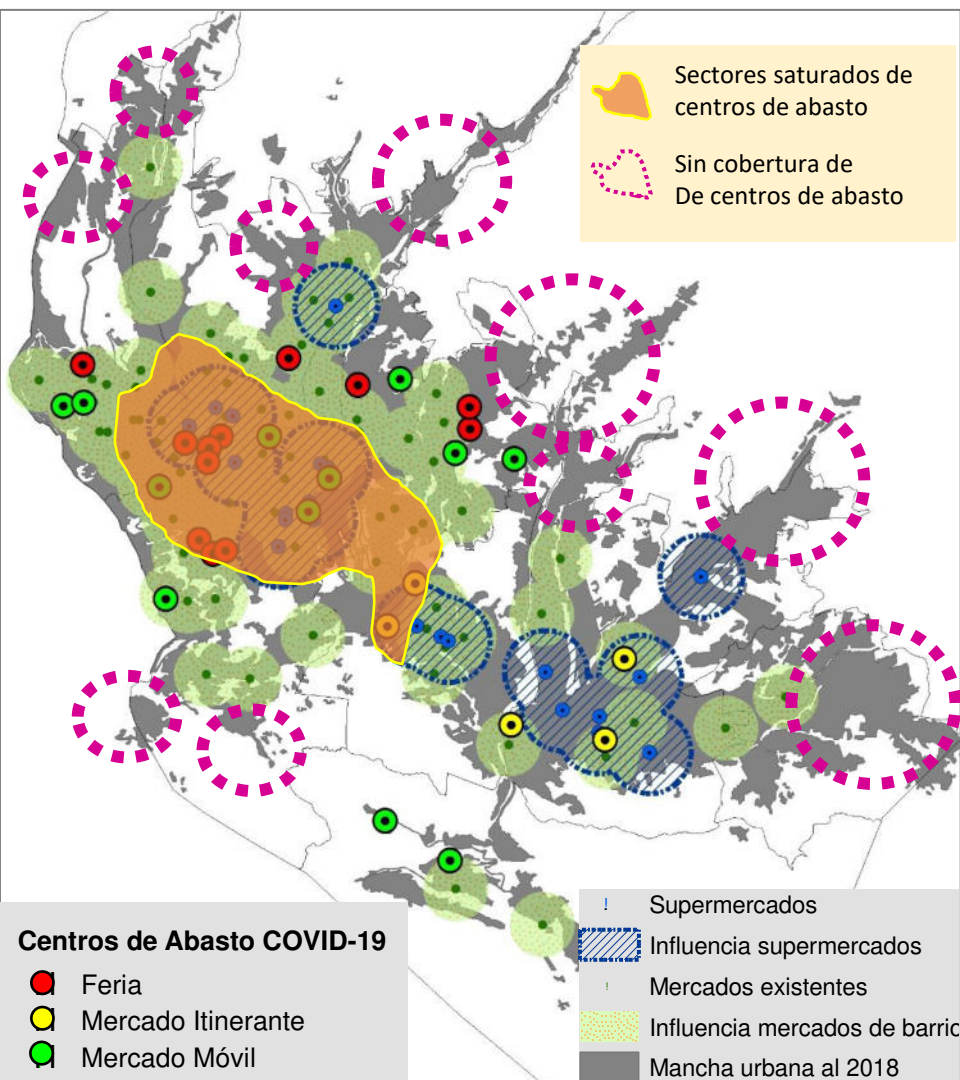 Sectores saturados de
centros de abasto
Sin cobertura de
De centros de abasto
Centros de Abasto COVID-19
Feria
Mercado Itinerante
Mercado Móvil
Supermercados
Influencia supermercados
Mercados existentes
Influencia mercados de barrio
Mancha urbana al 2018